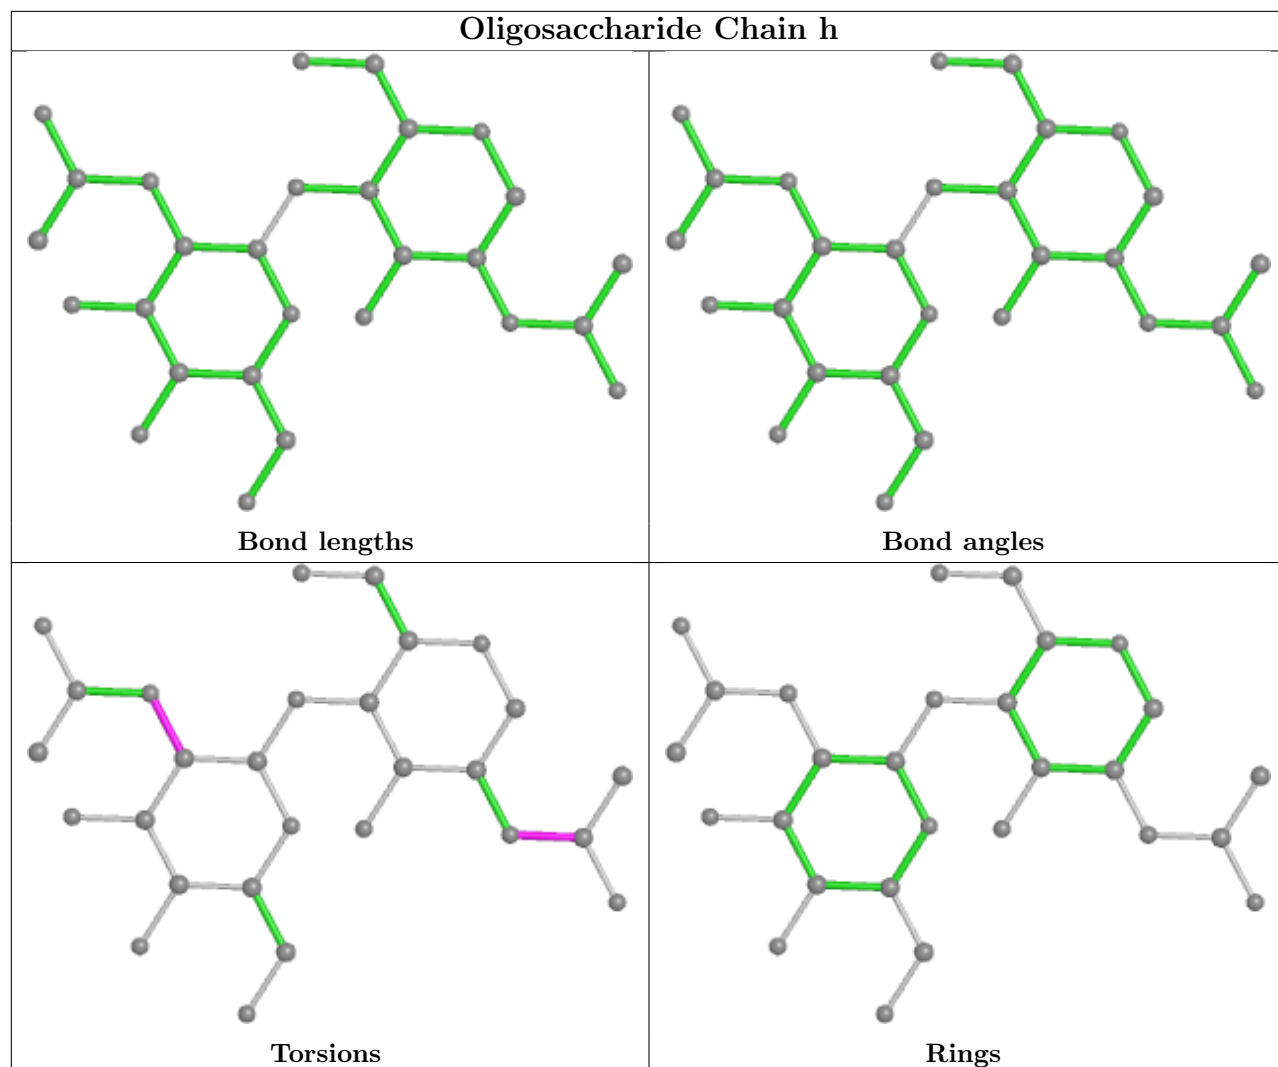 Oligosaccharide Chain h
Bond lengths
Bond angles
Torsions
Rings